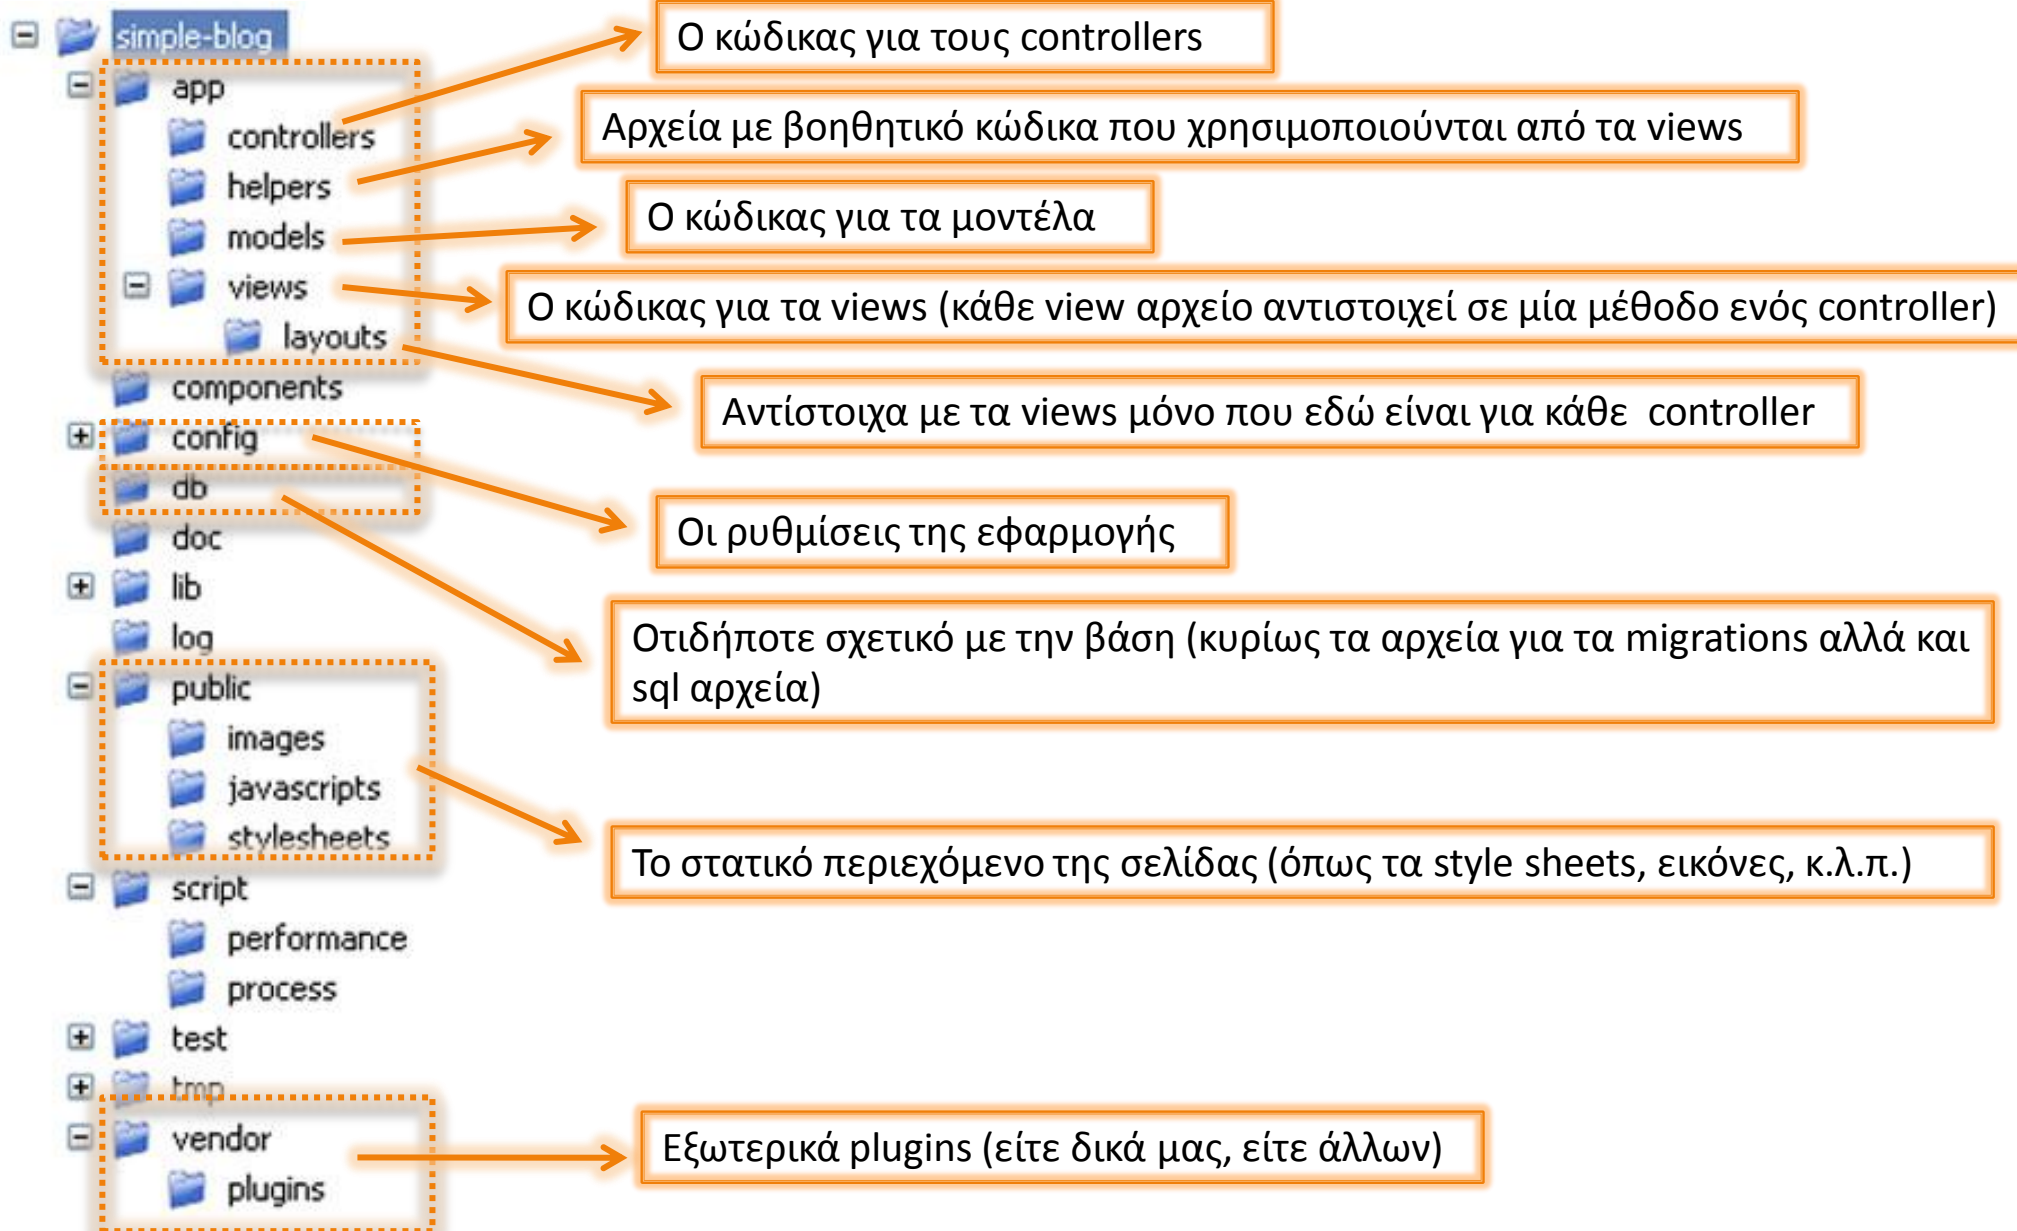 simple-blog
Ο κώδικας για τους controllers
app
controllers
Αρχεία με βοηθητικό κώδικα που χρησιμοποιούνται από τα views
helpers
Ο κώδικας για τα μοντέλα
models
views
Ο κώδικας για τα views (κάθε view αρχείο αντιστοιχεί σε μία μέθοδο ενός controller)
layouts
components
Αντίστοιχα με τα views μόνο που εδώ είναι για κάθε controller
config
db
Οι ρυθμίσεις της εφαρμογής
doc
lib
log
Οτιδήποτε σχετικό με την βάση (κυρίως τα αρχεία για τα migrations αλλά και
sql αρχεία)
public
images
javascripts
stylesheets
Το στατικό περιεχόμενο της σελίδας (όπως τα style sheets, εικόνες, κ.λ.π.)
script
performance
process
test
tmp
vendor
Εξωτερικά plugins (είτε δικά μας, είτε άλλων)
plugins